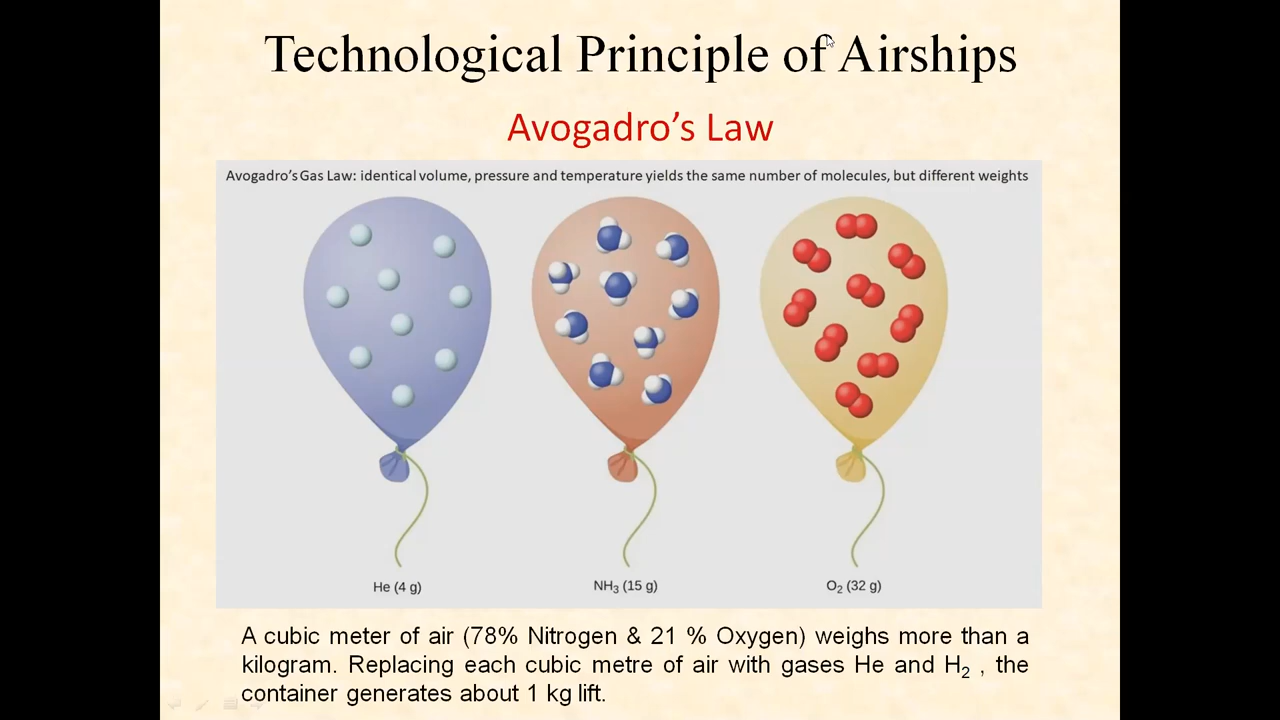 Technological Principle of Airships
Avogadro’s Law
Avogadro’s Gas Law: identical volume, pressure and temperature yields the same number of molecules, but different weights
He (4 g)
NH₃ (15 g)
O₂ (32 g)
A cubic meter of air (78% Nitrogen & 21 % Oxygen) weighs more than a
kilogram. Replacing each cubic metre of air with gases He and H₂ , the
container generates about 1 kg lift.